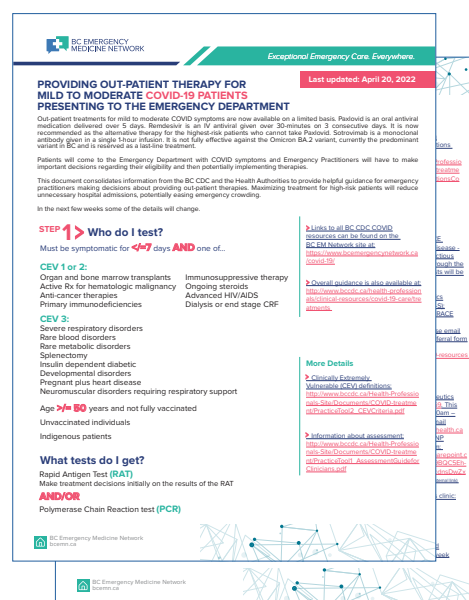 BC EMERGENCY
MEDICINE NETWORK
Exceptional Emergency Care. Everywhere.
Last updated: April 20, 2022
PROVIDING OUT-PATIENT THERAPY FOR
MILD TO MODERATE COVID-19 PATIENTS
PRESENTING TO THE EMERGENCY DEPARTMENT
Out-patient treatments for mild to moderate COVID symptoms are now available on a limited basis. Paxlovid is an oral antiviral
medication delivered over 5 days. Remdesivir is an IV antiviral given over 30-minutes on 3 consecutive days. It is now
recommended as the alternative therapy for the highest-risk patients who cannot take Paxlovid. Sotrovimab is a monoclonal
antibody given in a single 1-hour infusion. It is not fully effective against the Omicron BA.2 variant, currently the predominant
variant in BC and is reserved as a last-line treatment.
Patients will come to the Emergency Department with COVID symptoms and Emergency Practitioners will have to make
important decisions regarding their eligibility and then potentially implementing therapies.
This document consolidates information from the BC CDC and the Health Authorities to provide helpful guidance for emergency
practitioners making decisions about providing out-patient therapies. Maximizing treatment for high-risk patients will reduce
unnecessary hospital admissions, potentially easing emergency crowding.
In the next few weeks some of the details will change.
STEP 1 > Who do I test?
Must be symptomatic for </=7 days AND one of...
CEV 1 or 2:
Organ and bone marrow transplants
Active Rx for hematologic malignancy
Anti-cancer therapies
Primary immunodeficiencies
Immunosuppressive therapy
Ongoing steroids
Advanced HIV/AIDS
Dialysis or end stage CRF
CEV 3:
Severe respiratory disorders
Rare blood disorders
Rare metabolic disorders
Splenectomy
Insulin dependent diabetes
Developmental disorders
Pregnant plus heart disease
Neuromuscular disorders requiring respiratory support
Age >/= 50 years and not fully vaccinated
Unvaccinated individuals
Indigenous patients
What tests do I get?
Rapid Antigen Test (RAT)
Make treatment decisions initially on the results of the RAT
AND/OR
Polymerase Chain Reaction test (PCR)
> Links to all BC CDC COVID
resources can be found on the
BC EM Network site at:
https://www.bcemergencynetwork.ca
/covid-19/
> Overall guidance is also available at:
http://www.bccdc.ca/health-profession
als/clinical-resources/covid-19-care/tre
atments
More Details
> Clinically Extremely
Vulnerable (CEV) definitions:
http://www.bccdc.ca/Health-Professio
nals-Site/Documents/COVID-treatme
nt/PracticeTool2_CEVCriteria.pdf
> Information about assessment:
http://www.bccdc.ca/Health-Professio
nals-Site/Documents/COVID-treatme
nt/PracticeTool1_AssessmentGuidefor
Clinicians.pdf
BC Emergency Medicine Network
bcemn.ca
BC Emergency Medicine Network
bcemn.ca